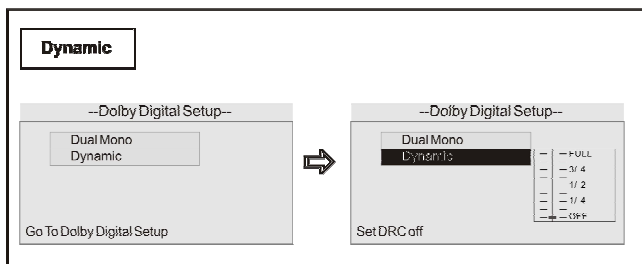 Dynamic
--Dolby Digital Setup--
Dual Mono
Dynamic
Go To Dolby Digital Setup
--Dolby Digital Setup--
Dual Mono
Dynamic
FULL
3/4
1/2
1/4
OFF
Set DRC off